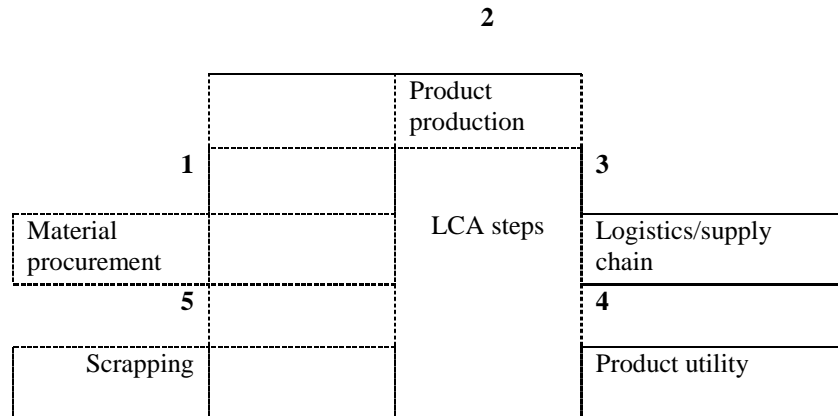 2
Product
production
1
3
Material
procurement
LCA steps
Logistics/supply
chain
5
4
Scrapping
Product utility